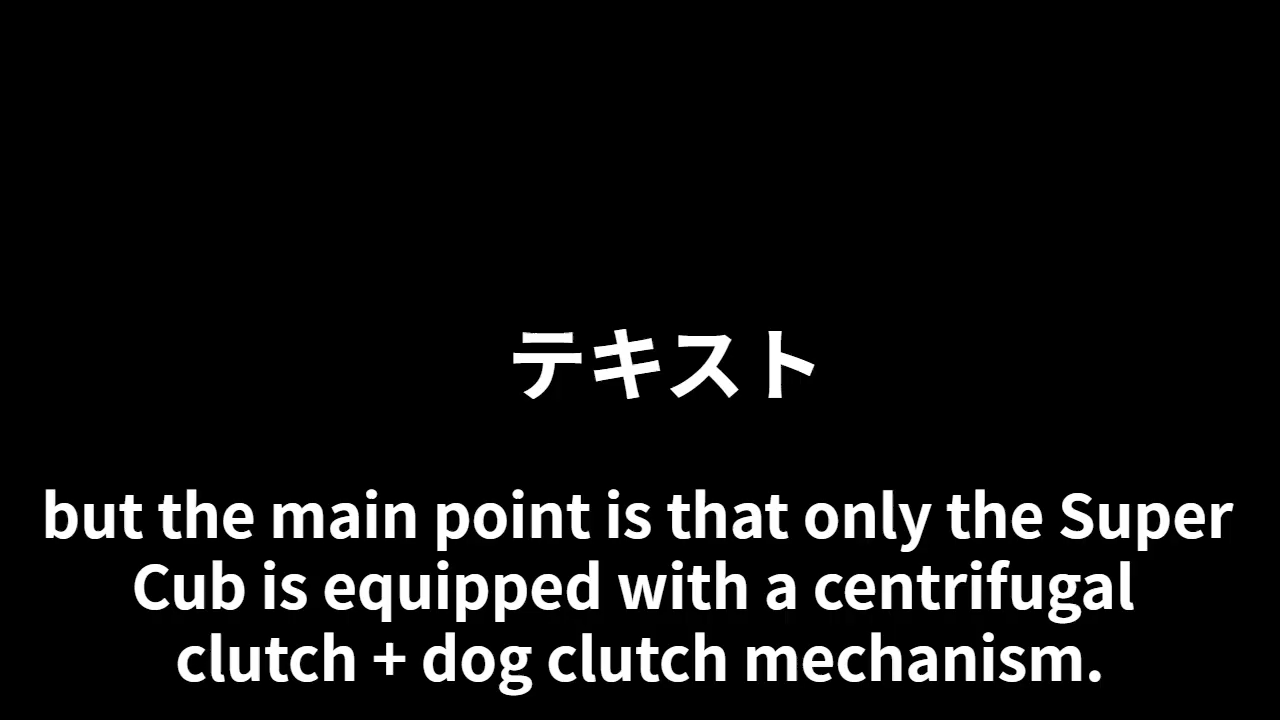 テキスト
but the main point is that only the Super
Cub is equipped with a centrifugal
clutch + dog clutch mechanism.